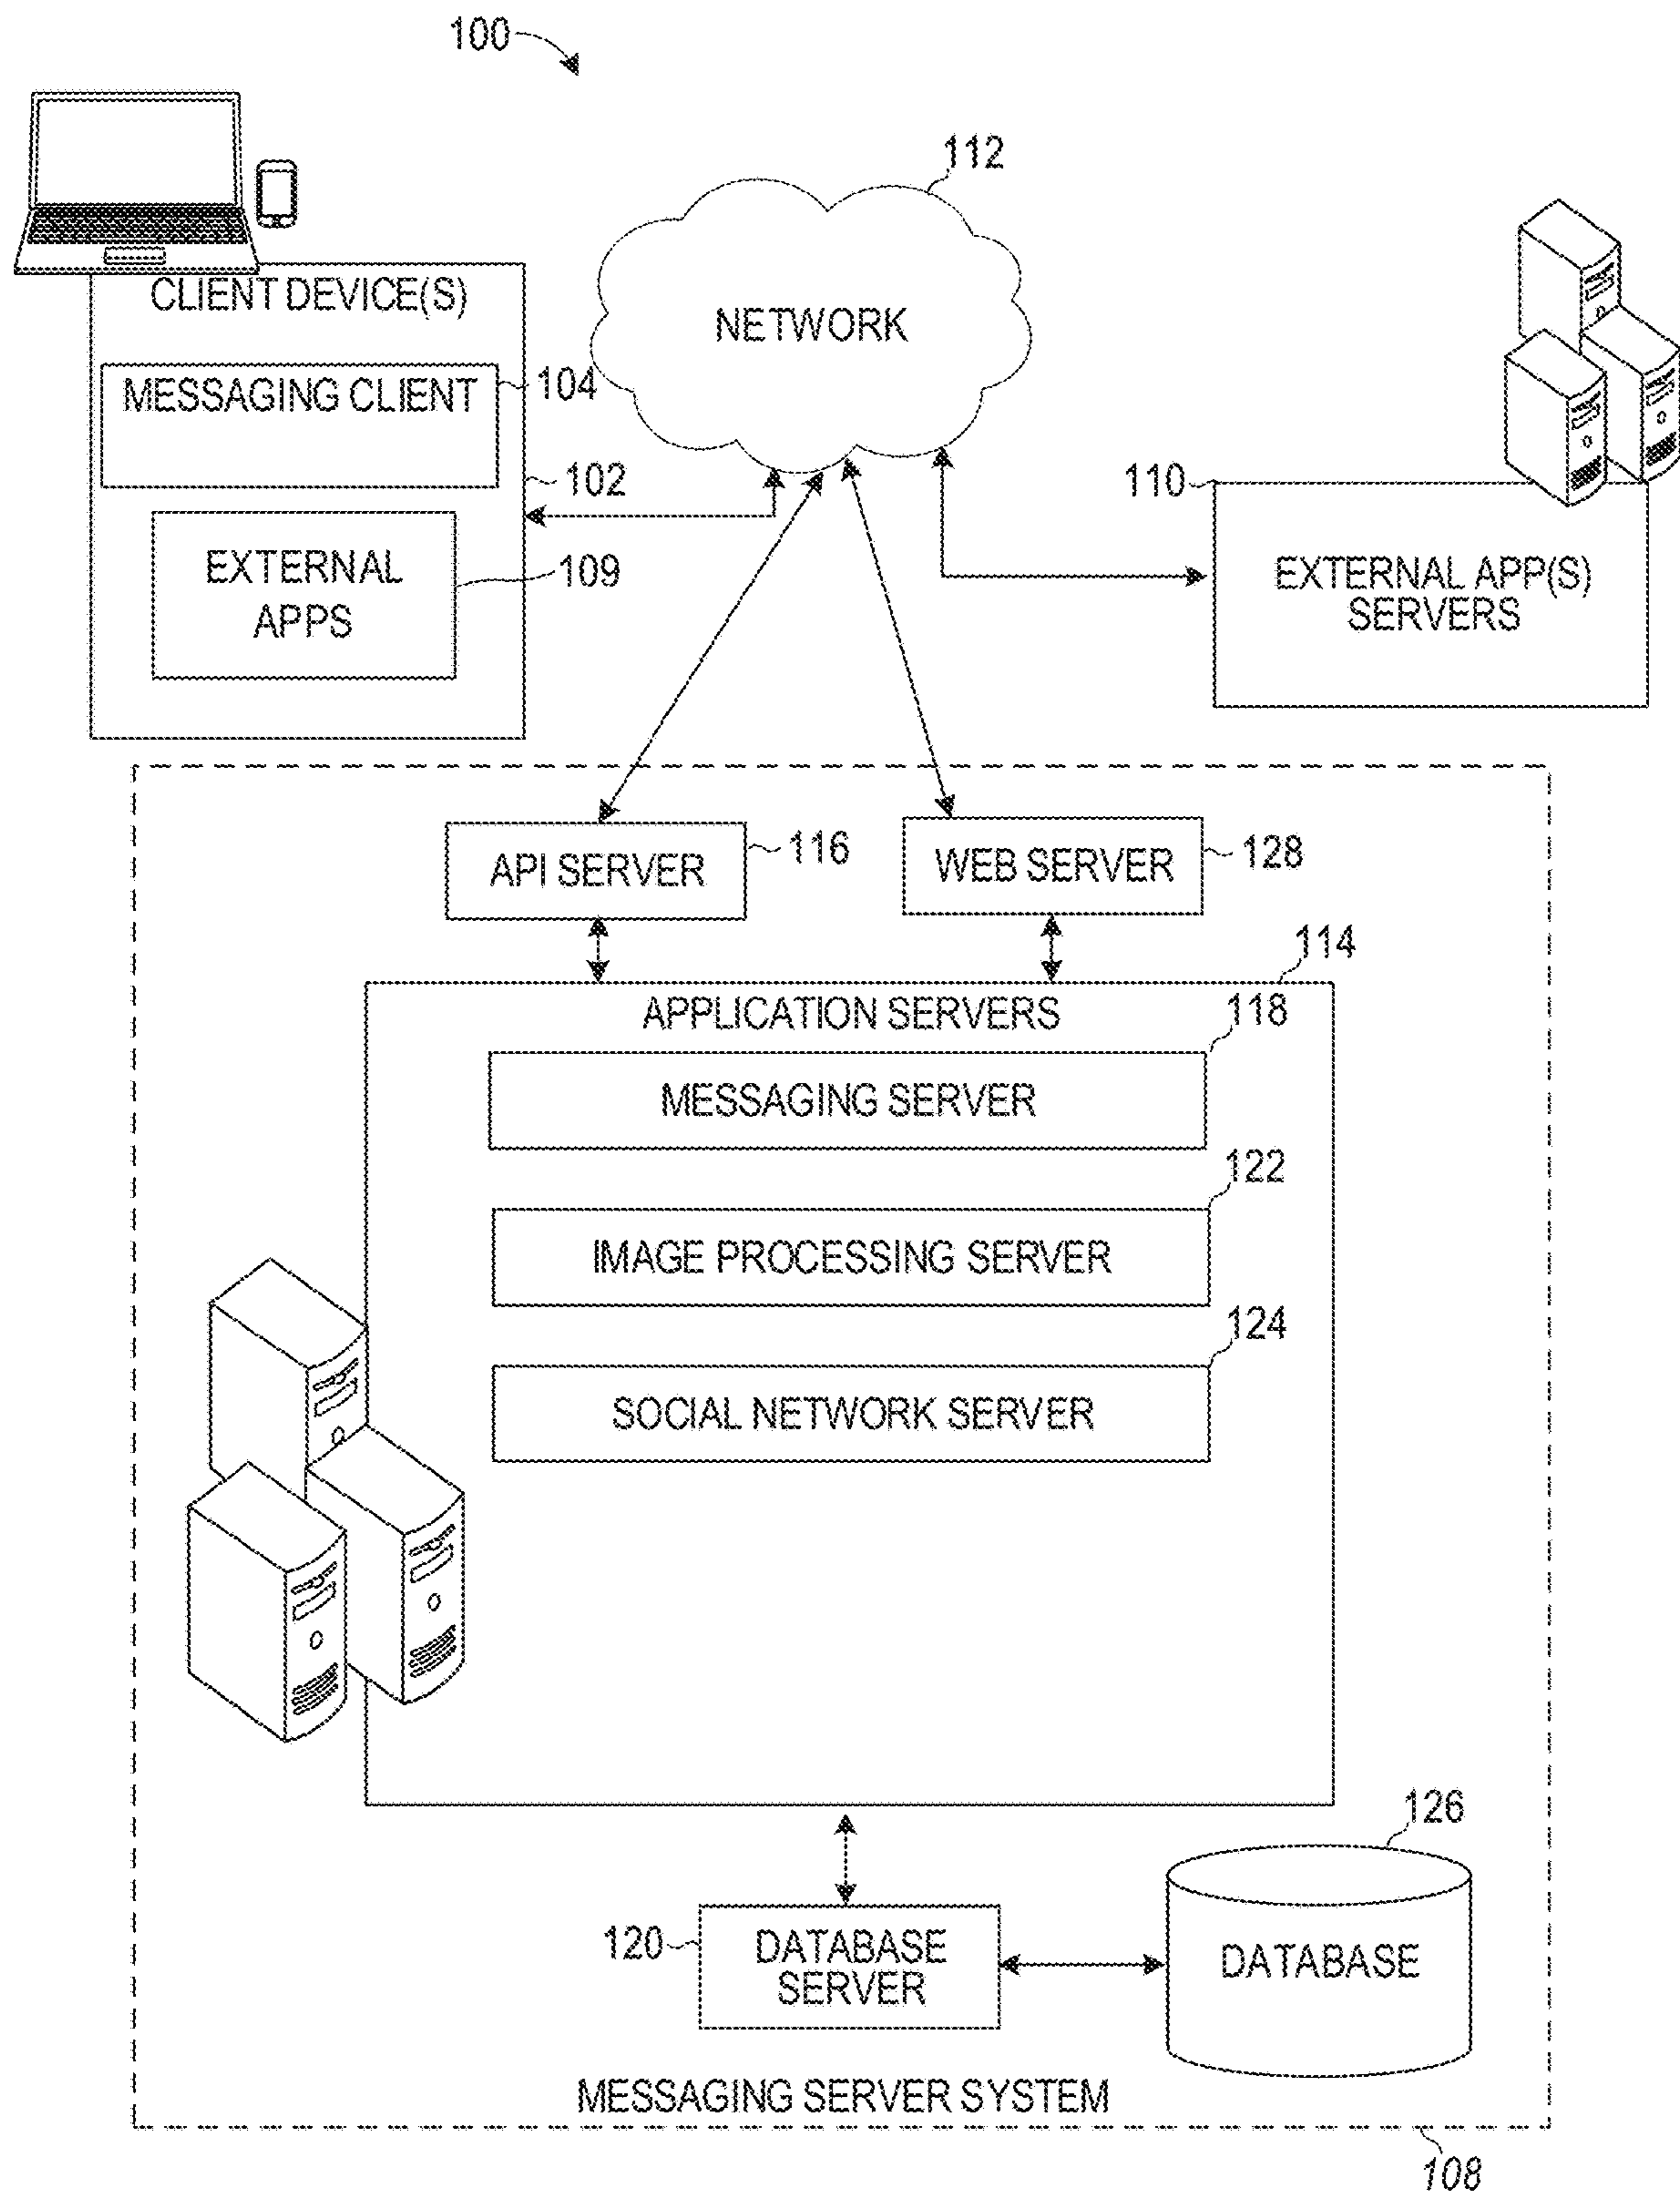 100
112
CLIENT DEVICE(S)
NETWORK
MESSAGING CLIENT
104
102
110
EXTERNAL
APPS
109
EXTERNAL APP(S)
SERVERS
API SERVER
116
WEB SERVER
128
114
APPLICATION SERVERS
118
MESSAGING SERVER
122
IMAGE PROCESSING SERVER
124
SOCIAL NETWORK SERVER
126
120
DATABASE
SERVER
DATABASE
MESSAGING SERVER SYSTEM
108